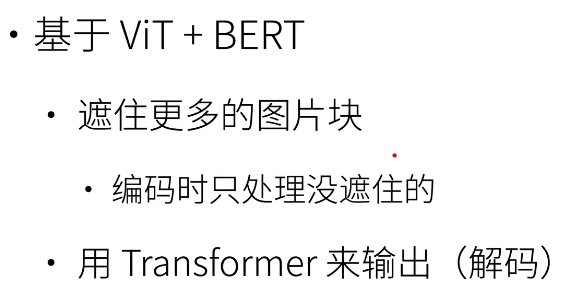 • 基于 ViT + BERT
• 遮住更多的图片块
• 编码时只处理没遮住的
• 用 Transformer 来输出（解码）